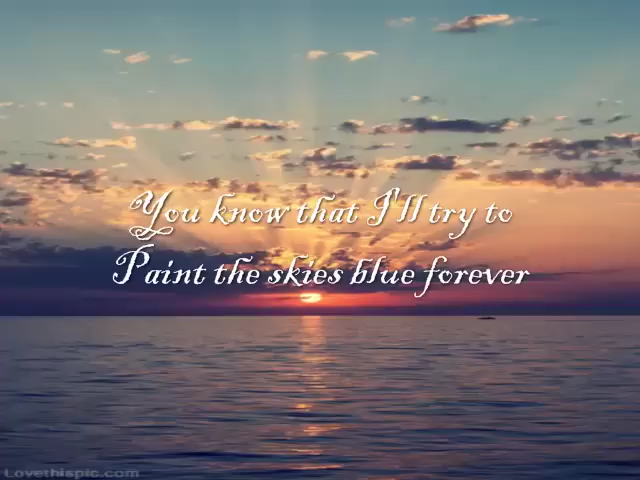 You know that I'll try to
Paint the skies blue forever
Lovethispic.com